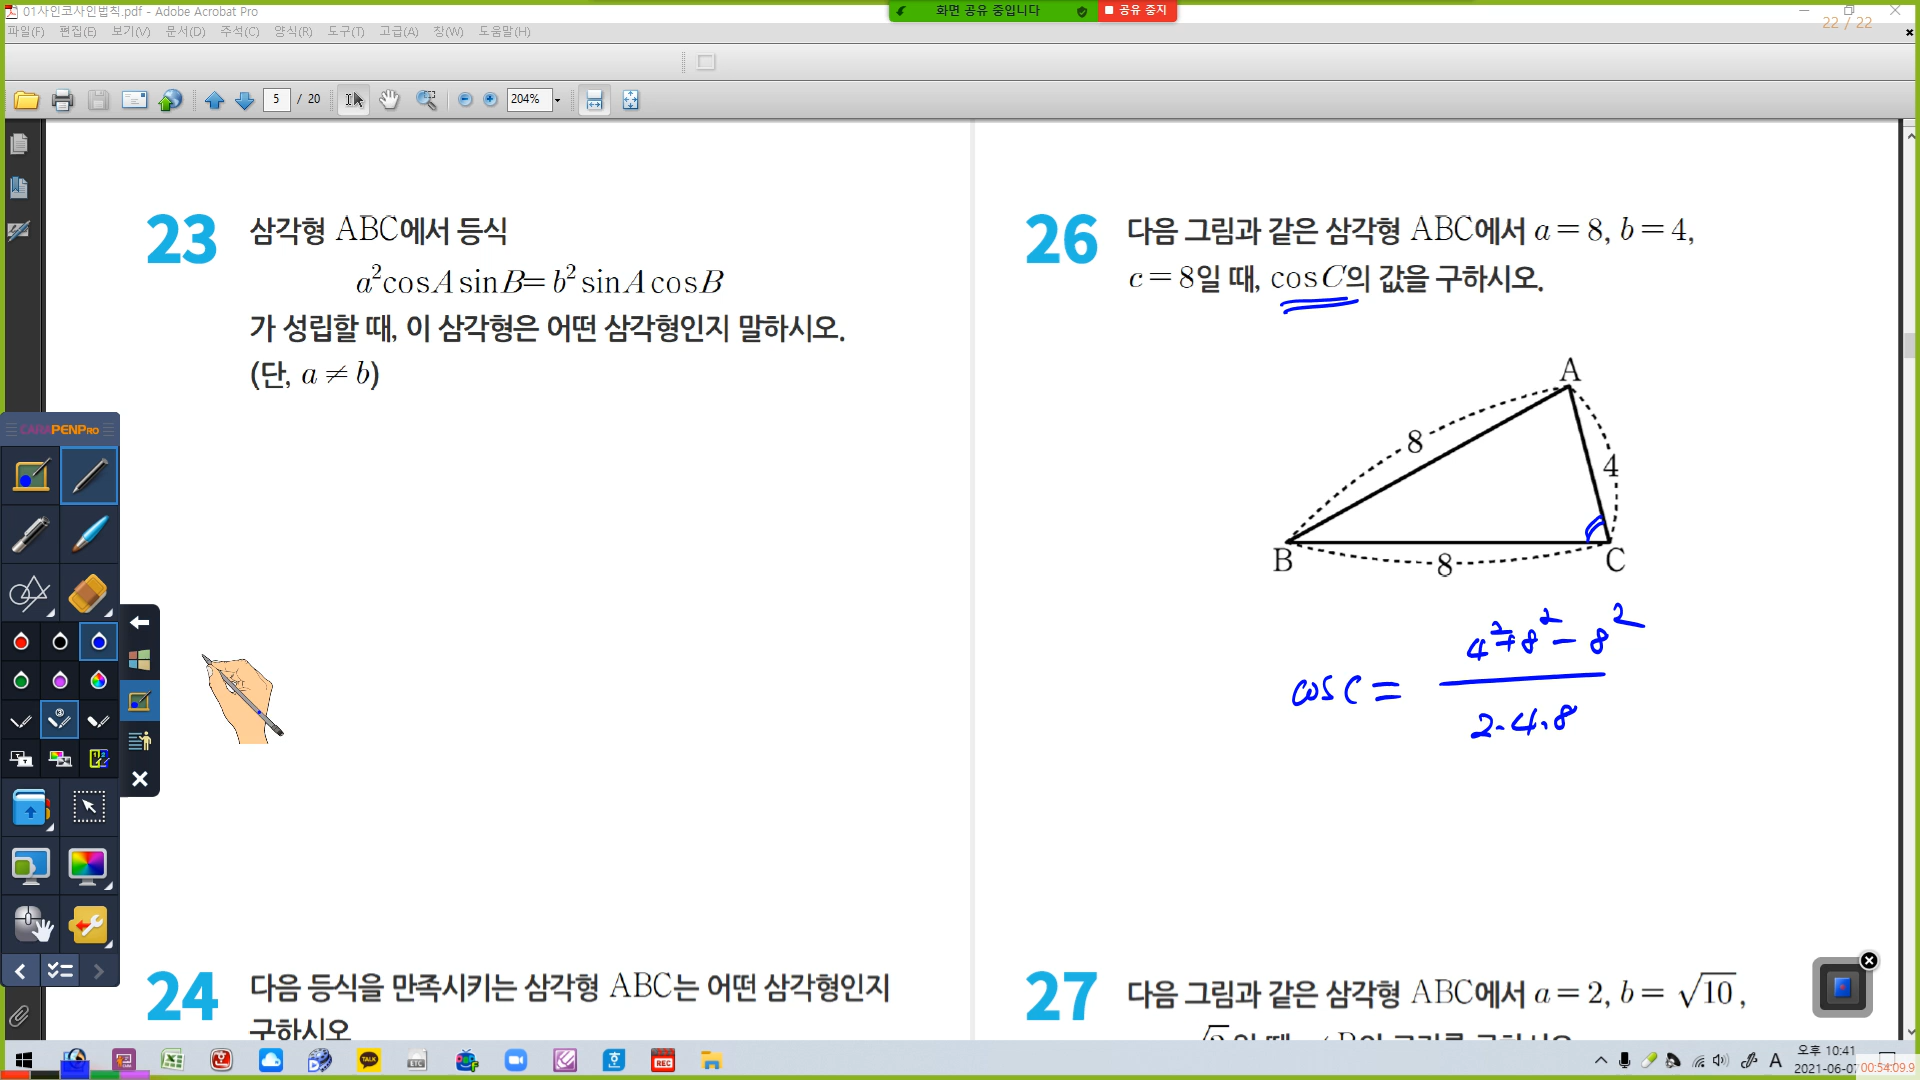 01사인코사인법칙.pdf - Adobe Acrobat Pro
화면 공유 중입니다
공유 중지
22 / 22
파일(F) 편집(E) 보기(V) 문서(D) 주석(C) 양식(R) 도구(T) 고급(A) 창(W) 도움말(H)
5 / 20
204%
23 삼각형 ABC에서 등식
a²cosA sinB= b² sinA cosB
가 성립할 때, 이 삼각형은 어떤 삼각형인지 말하시오.
(단, a ≠ b)
24 다음 등식을 만족시키는 삼각형 ABC는 어떤 삼각형인지
구하시오
26 다음 그림과 같은 삼각형 ABC에서 a = 8, b = 4,
c = 8일 때, cosC의 값을 구하시오.
A
8
4
B
C
8
4²+8²-8²
cosC =
2·4·8
27 다음 그림과 같은 삼각형 ABC에서 a = 2, b = √10,
CARAPENPRO
③
TALK
ETC
REC
A
오후 10:41
2021-06-07
00:54:09.9